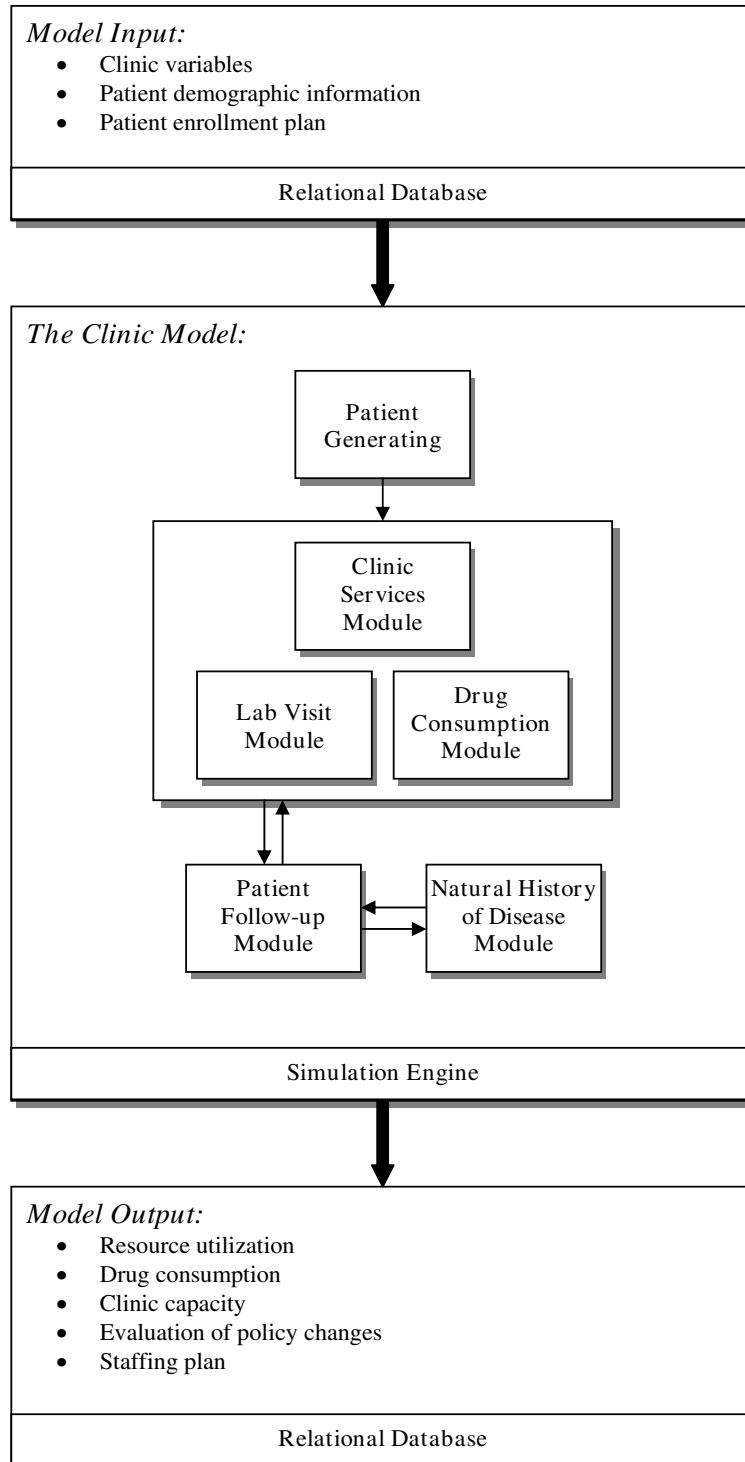 Model Input:
• Clinic variables
• Patient demographic information
• Patient enrollment plan
Relational Database
The Clinic Model:
Patient
Generating
Clinic
Services
Module
Lab Visit
Module
Drug
Consumption
Module
Patient
Follow-up
Module
Natural History
of Disease
Module
Simulation Engine
Model Output:
• Resource utilization
• Drug consumption
• Clinic capacity
• Evaluation of policy changes
• Staffing plan
Relational Database